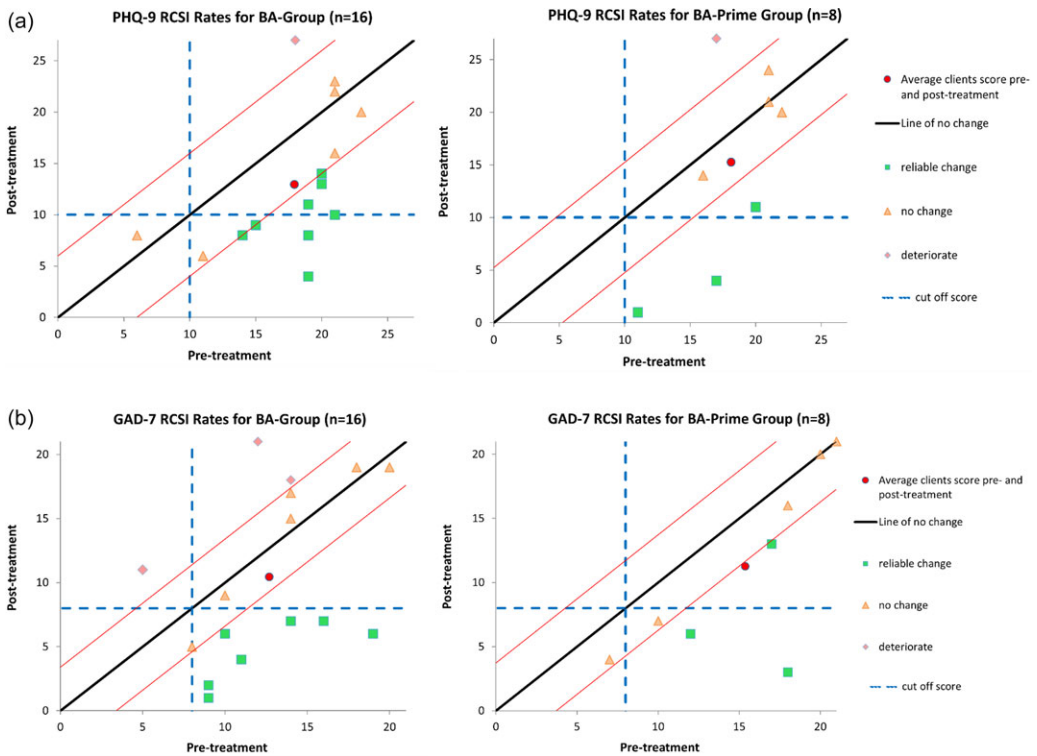 (a)
PHQ-9 RCSI Rates for BA-Group (n=16)
Post-treatment
25
20
15
10
5
0
0 5 10 15 20 25
Pre-treatment
PHQ-9 RCSI Rates for BA-Prime Group (n=8)
Post-treatment
25
20
15
10
5
0
0 5 10 15 20 25
Pre-treatment
Average clients score pre-
and post-treatment
Line of no change
reliable change
no change
deteriorate
cut off score
(b)
GAD-7 RCSI Rates for BA-Group (n=16)
Post-treatment
20
15
10
5
0
0 5 10 15 20
Pre-treatment
GAD-7 RCSI Rates for BA-Prime Group (n=8)
Post-treatment
20
15
10
5
0
0 5 10 15 20
Pre-treatment
Average clients score pre- and
post-treatment
Line of no change
reliable change
no change
deteriorate
cut off score